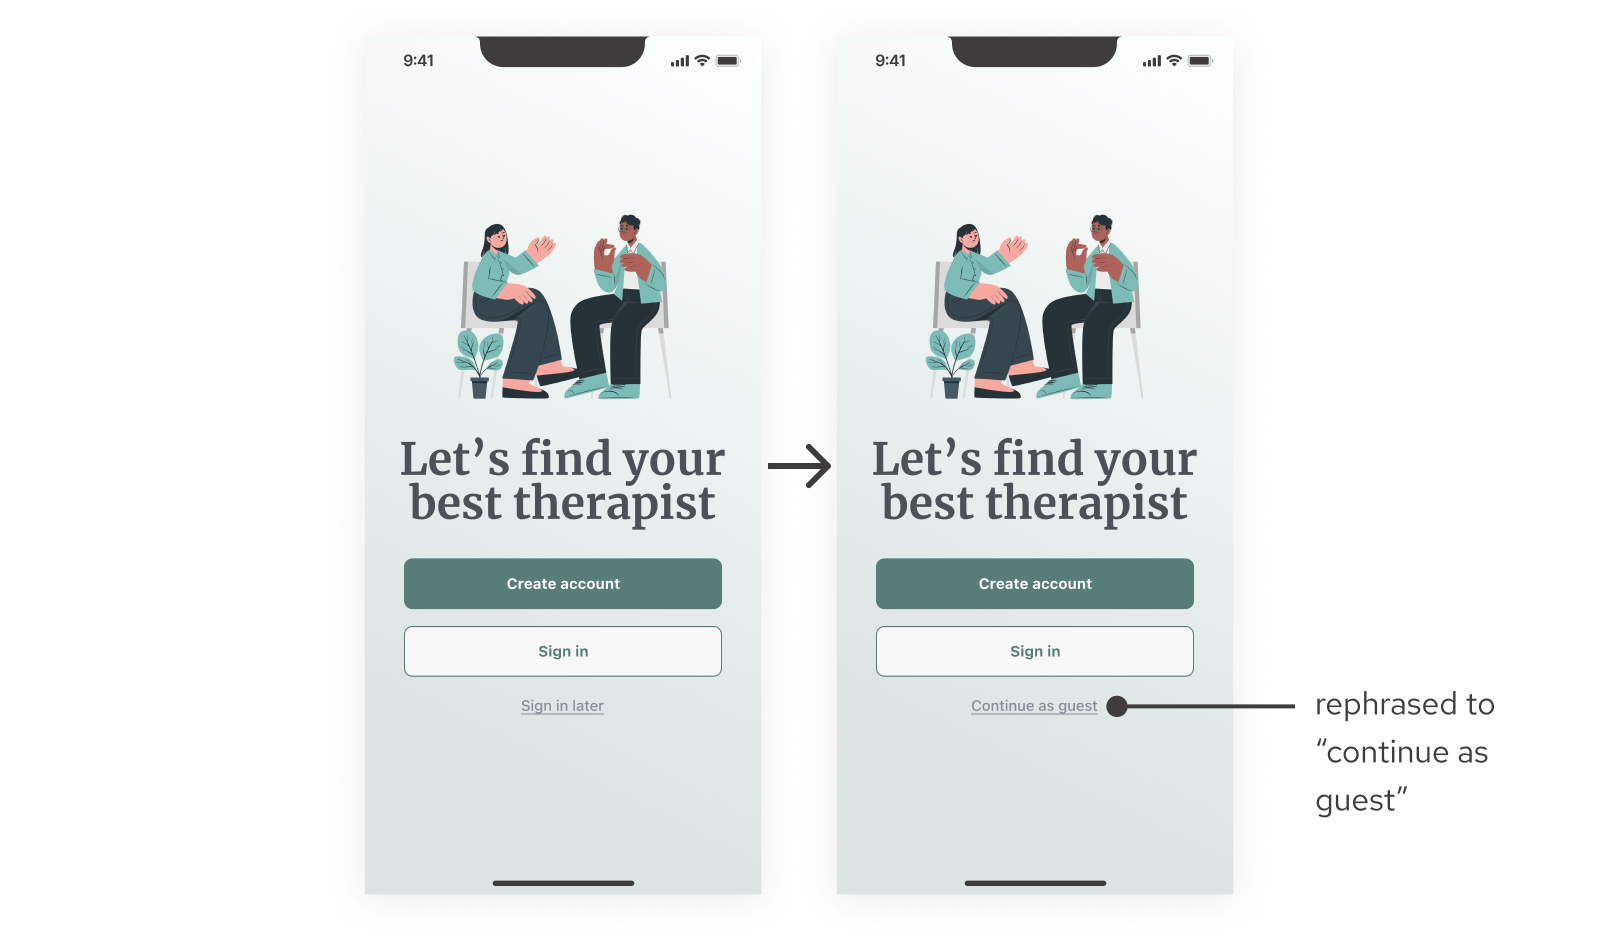 9:41
Let’s find your
best therapist
Create account
Sign in
Sign in later
9:41
Let’s find your
best therapist
Create account
Sign in
Continue as guest
rephrased to
“continue as
guest”